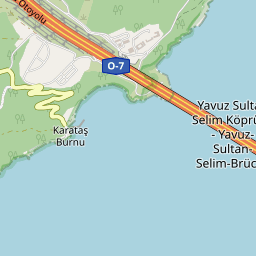 Otoyolu
O-7
Karataş
Burnu
Yavuz Sulta
Selim Köprü
- Yavuz-
Sultan-
Selim-Brüc